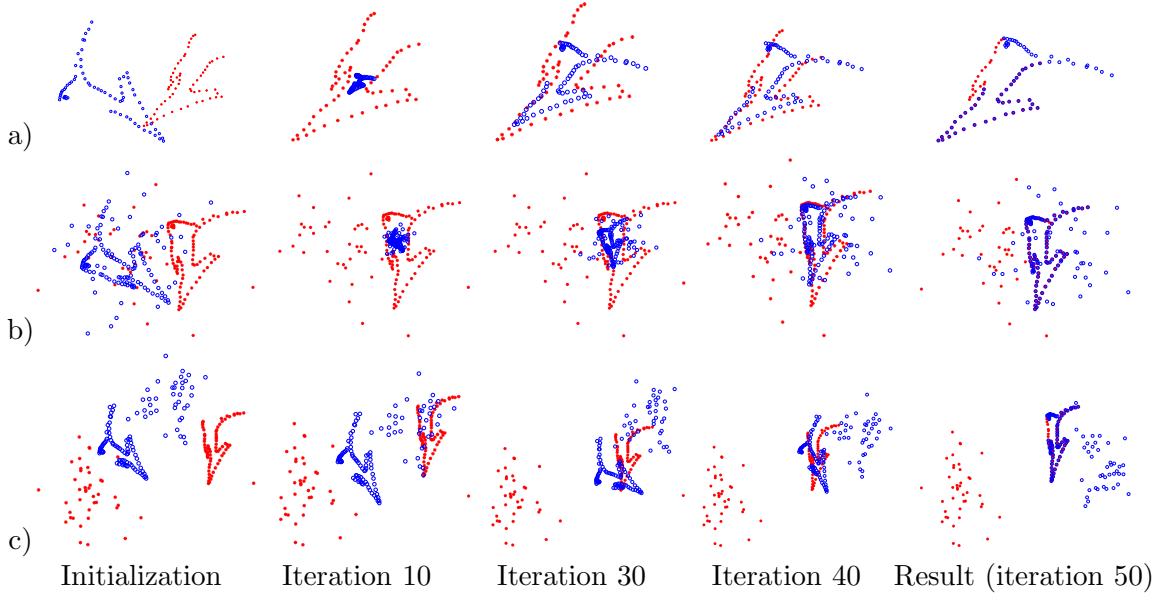 a)
b)
c)
Initialization Iteration 10 Iteration 30 Iteration 40 Result (iteration 50)